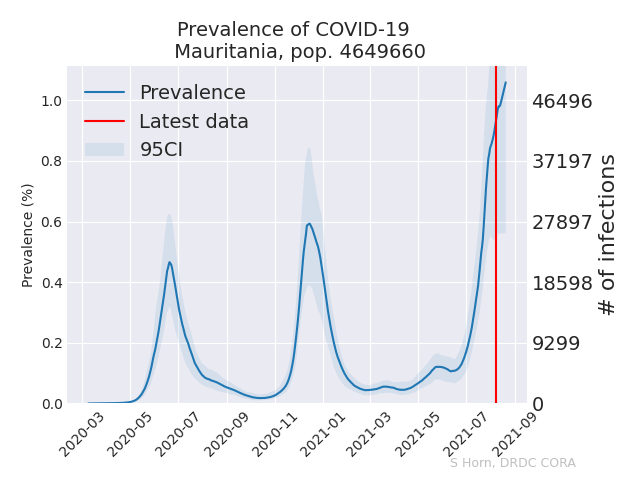 Prevalence of COVID-19
Mauritania, pop. 4649660
Prevalence
Latest data
95CI
Prevalence (%)
1.0
0.8
0.6
0.4
0.2
0.0
46496
37197
27897
18598
9299
0
# of infections
2020-03
2020-05
2020-07
2020-09
2020-11
2021-01
2021-03
2021-05
2021-07
2021-09
S Horn, DRDC CORA